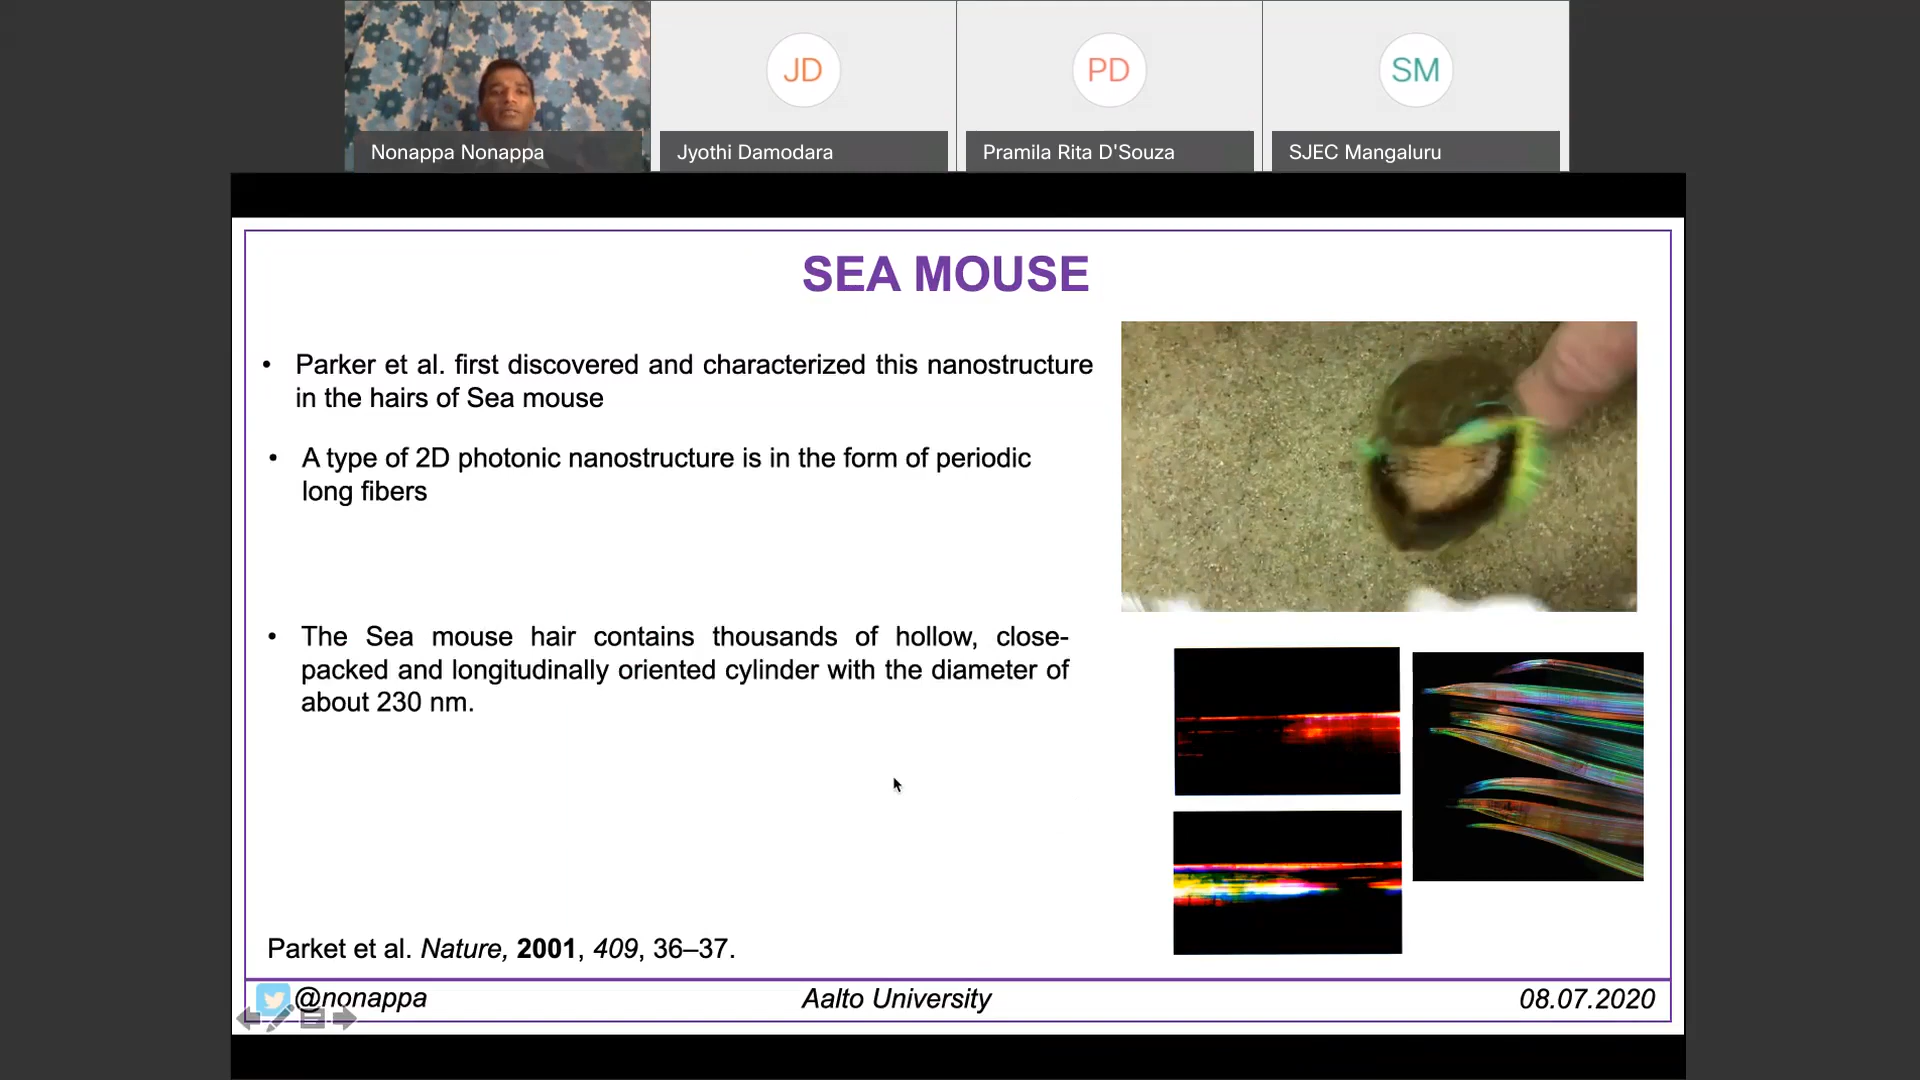 JD
PD
SM
Nonappa Nonappa
Jyothi Damodara
Pramila Rita D'Souza
SJEC Mangaluru
SEA MOUSE
• Parker et al. first discovered and characterized this nanostructure
in the hairs of Sea mouse
• A type of 2D photonic nanostructure is in the form of periodic
long fibers
• The Sea mouse hair contains thousands of hollow, close-
packed and longitudinally oriented cylinder with the diameter of
about 230 nm.
Parket et al. Nature, 2001, 409, 36–37.
@nonappa
Aalto University
08.07.2020